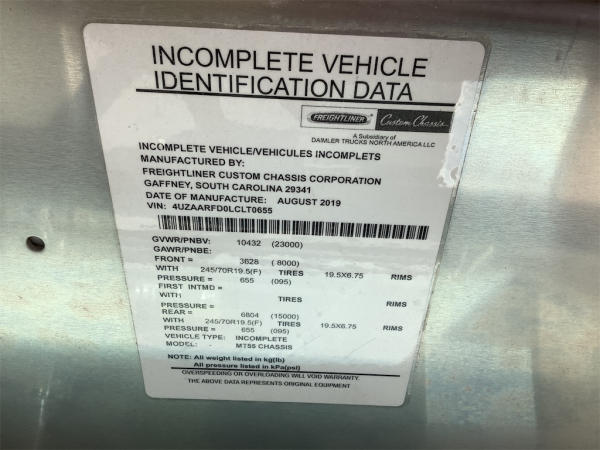 INCOMPLETE VEHICLE
IDENTIFICATION DATA
FREIGHTLINER Custom Chassis
A Subsidiary of
DAIMLER TRUCKS NORTH AMERICA LLC
INCOMPLETE VEHICLE/VEHICULES INCOMPLETS
MANUFACTURED BY:
FREIGHTLINER CUSTOM CHASSIS CORPORATION
GAFFNEY, SOUTH CAROLINA 29341
DATE OF MANUFACTURE: AUGUST 2019
VIN: 4UZAARFD0LCLT0655
GVWR/PNBV: 10432 (23000)
GAWR/PNBE:
FRONT = 3628 ( 8000)
WITH 245/70R19.5(F) TIRES 19.5X6.75 RIMS
PRESSURE = 655 (095)
FIRST INTMD =
WITH TIRES RIMS
PRESSURE =
REAR = 6804 (15000)
WITH 245/70R19.5(F) TIRES 19.5X6.75 RIMS
PRESSURE = 655 (095)
VEHICLE TYPE: INCOMPLETE
MODEL: MT55 CHASSIS
NOTE: All weight listed in kg(lb)
All pressure listed in kPa(psi)
OVERSPEEDING OR OVERLOADING WILL VOID WARRANTY.
THE ABOVE DATA REPRESENTS ORIGINAL EQUIPMENT